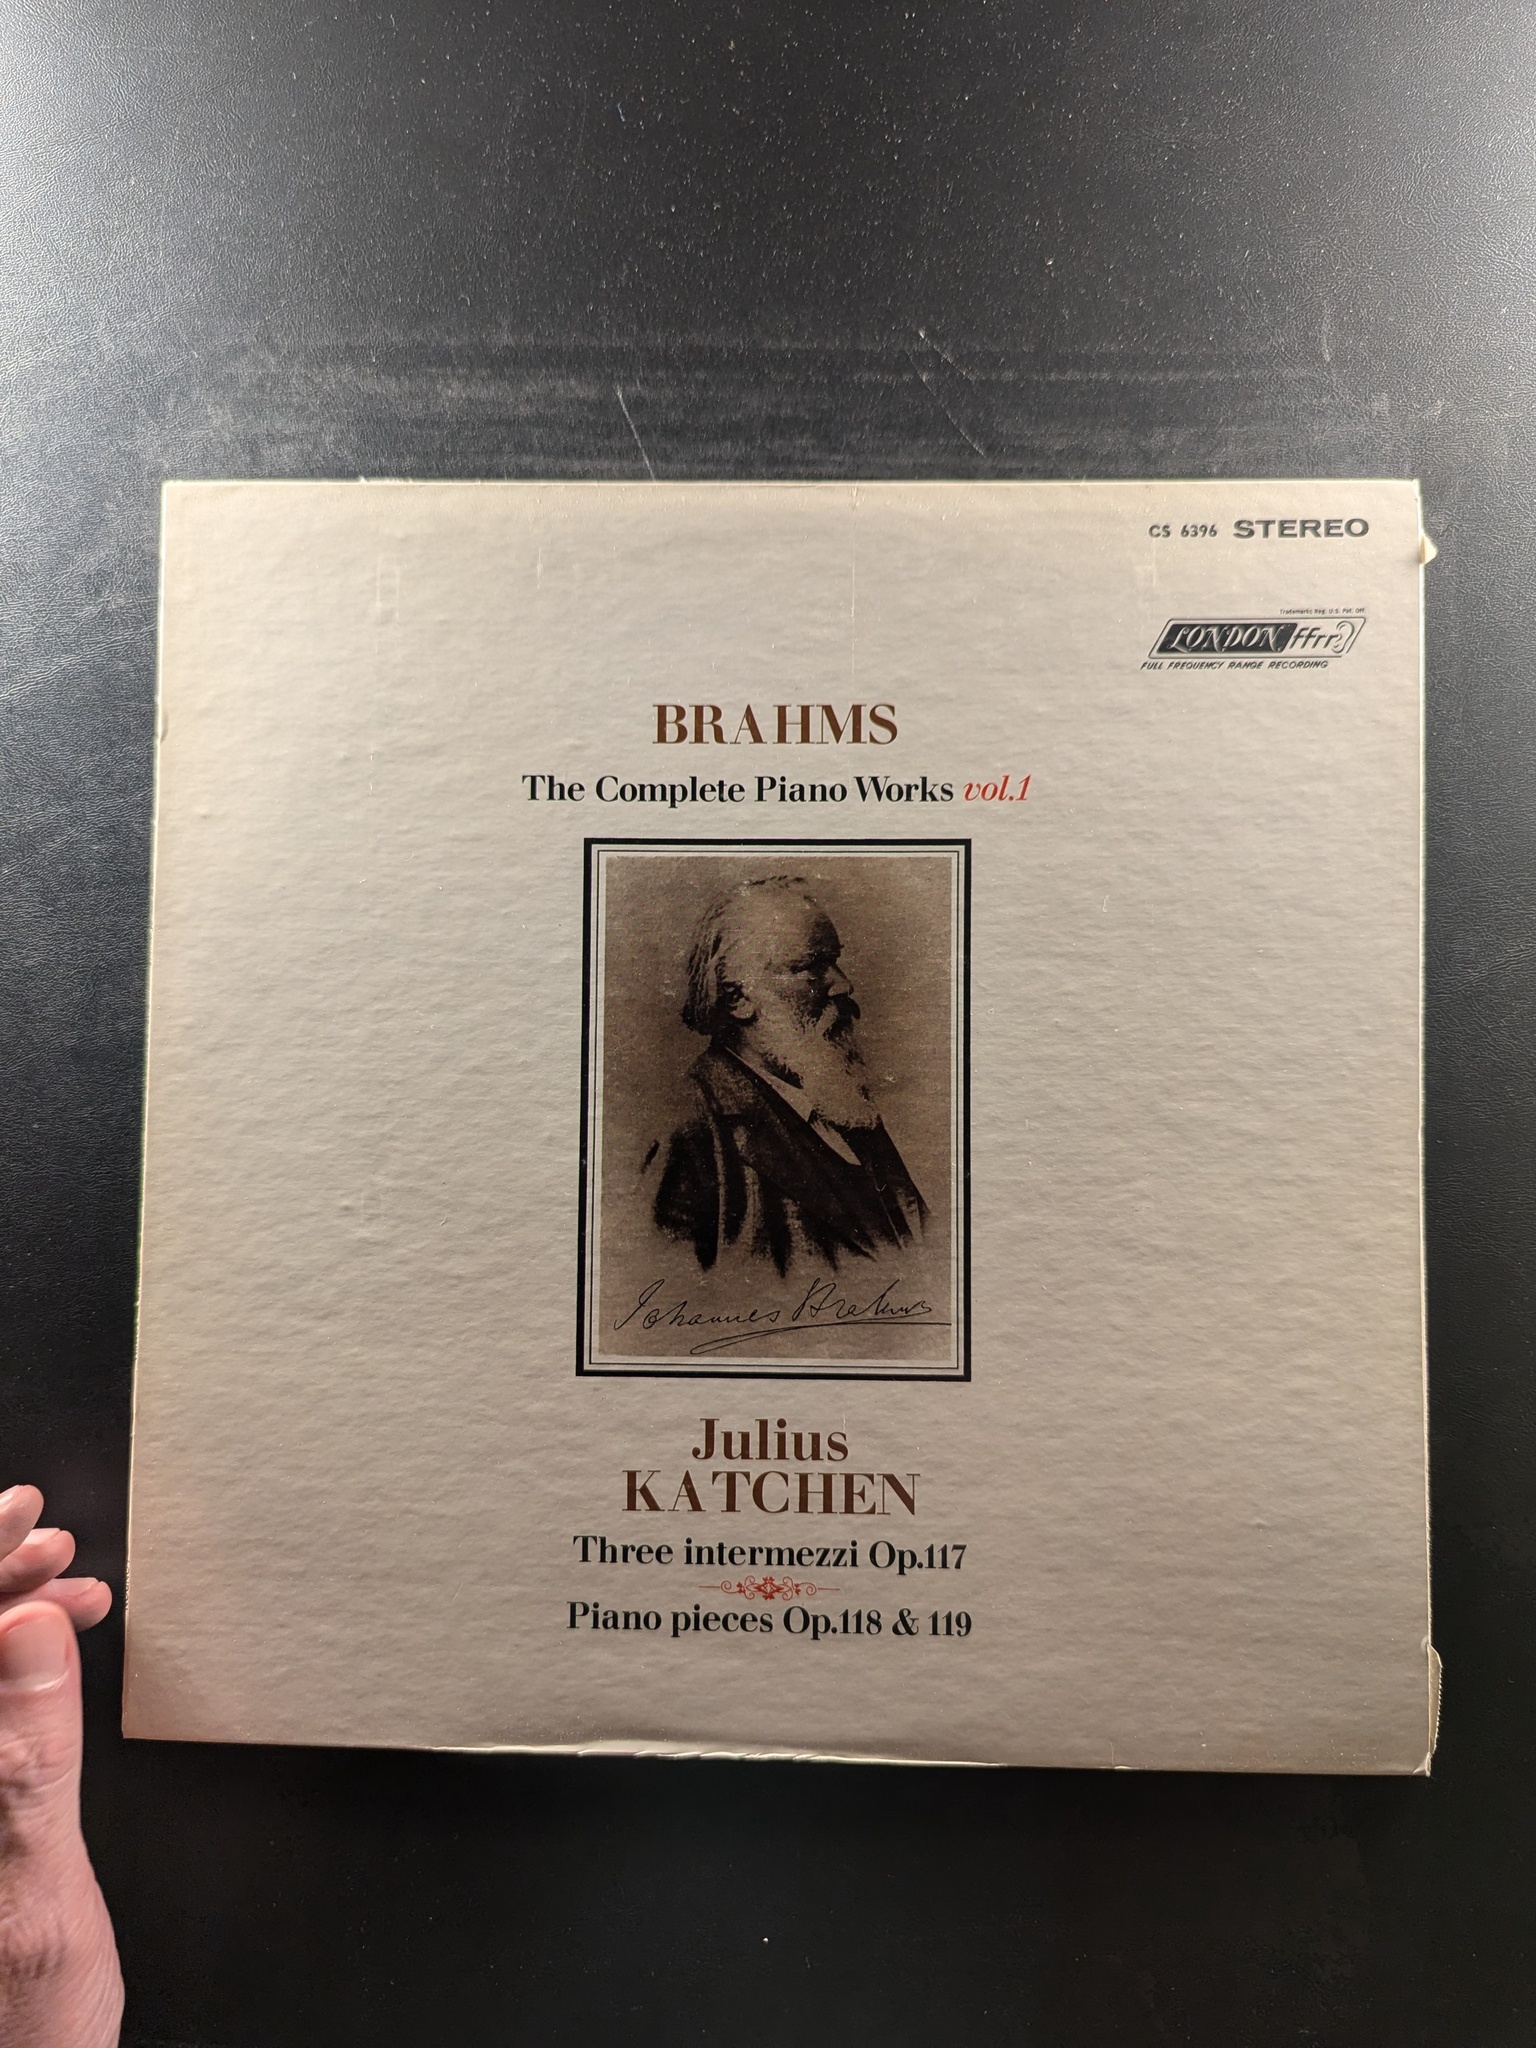 CS 6396 STEREO
Trademark Reg. U.S. Pat. Off.
LONDON ffrr
FULL FREQUENCY RANGE RECORDING
BRAHMS
The Complete Piano Works vol.1
Johannes Brahms
Julius
KATCHEN
Three intermezzi Op.117
Piano pieces Op.118 & 119